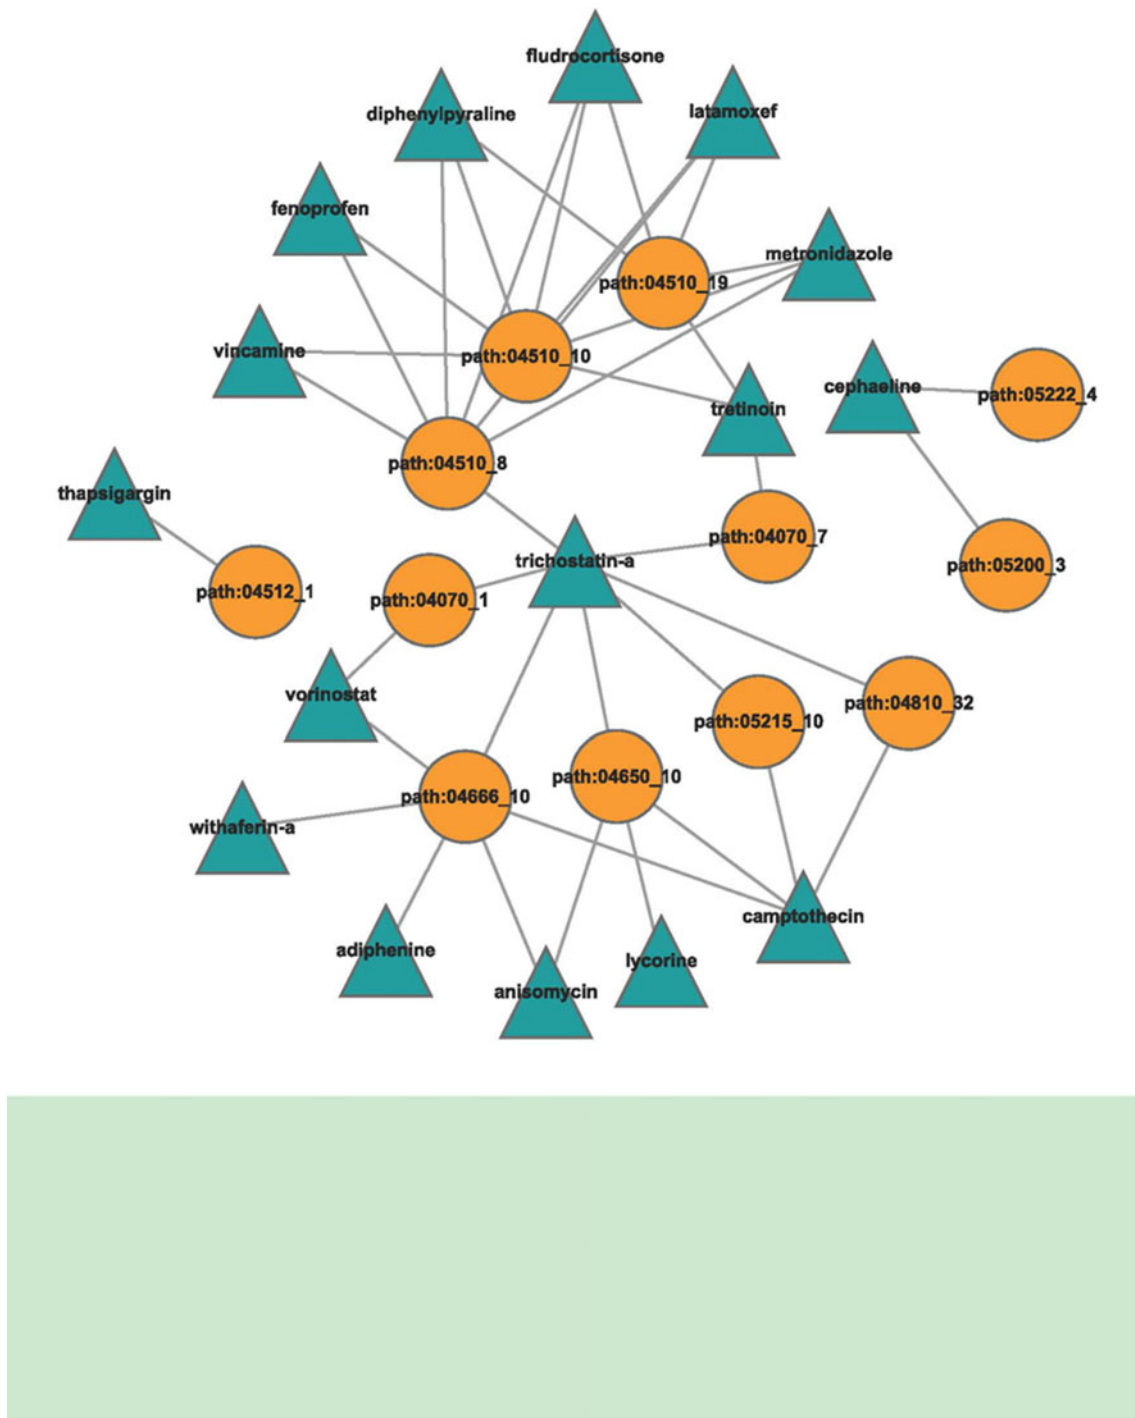 fludrocortisone
latamoxef
diphenylpyraline
fenoprofen
metronidazole
path:04510_19
vincamine
path:04510_10
cephaeline
path:05222_4
tretinoin
path:04510_8
thapsigargin
path:04070_7
trichostatin-a
path:05200_3
path:04512_1
path:04070_1
vorinostat
path:04810_32
path:05215_10
path:04650_10
path:04666_10
withaferin-a
camptothecin
adiphenine
lycorine
anisomycin